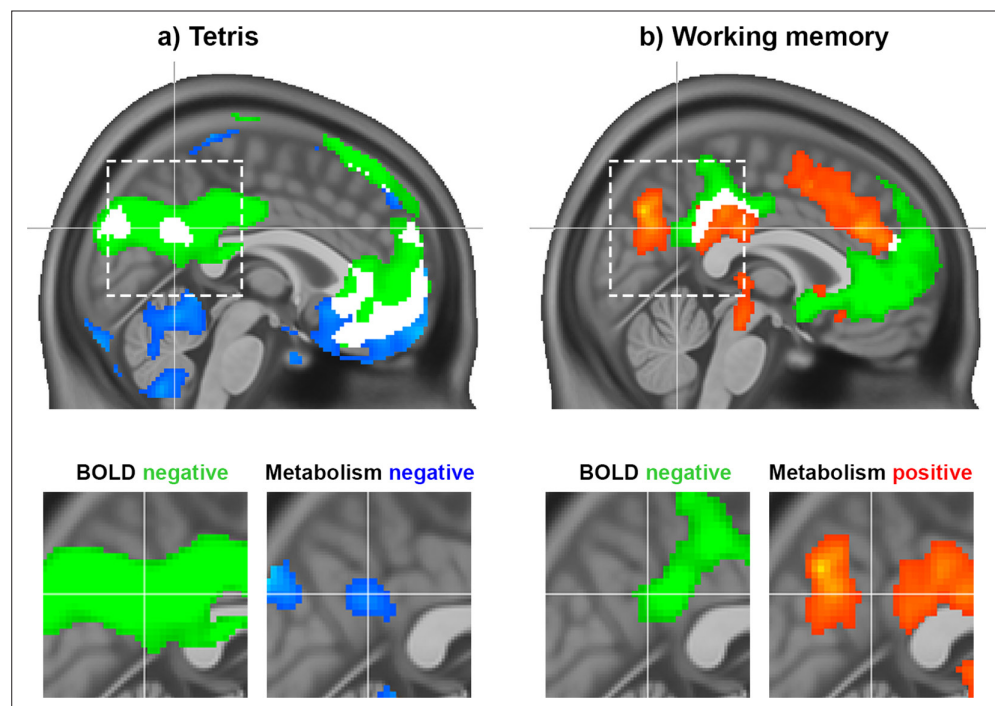 a) Tetris
b) Working memory
BOLD negative
Metabolism negative
BOLD negative
Metabolism positive